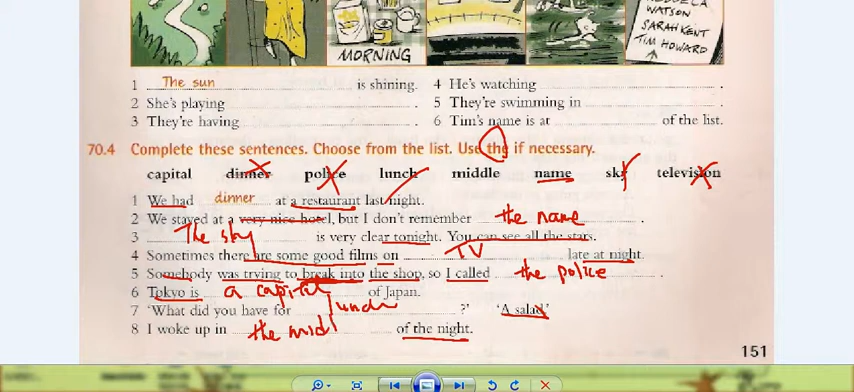 WATSON
SARAH KENT
TIM HOWARD
MORNING
1 The sun is shining.
2 She's playing .
3 They're having .
4 He's watching .
5 They're swimming in .
6 Tim's name is at of the list.
70.4 Complete these sentences. Choose from the list. Use the if necessary.
capital dinner police lunch middle name sky television
1 We had dinner at a restaurant last night.
2 We stayed at a very nice hotel, but I don't remember the name .
3 The sky is very clear tonight. You can see all the stars.
4 Sometimes there are some good films on TV late at night.
5 Somebody was trying to break into the shop, so I called the police .
6 Tokyo is a capital of Japan.
7 'What did you have for lunch ?' 'A salad'
8 I woke up in the mid of the night.
151